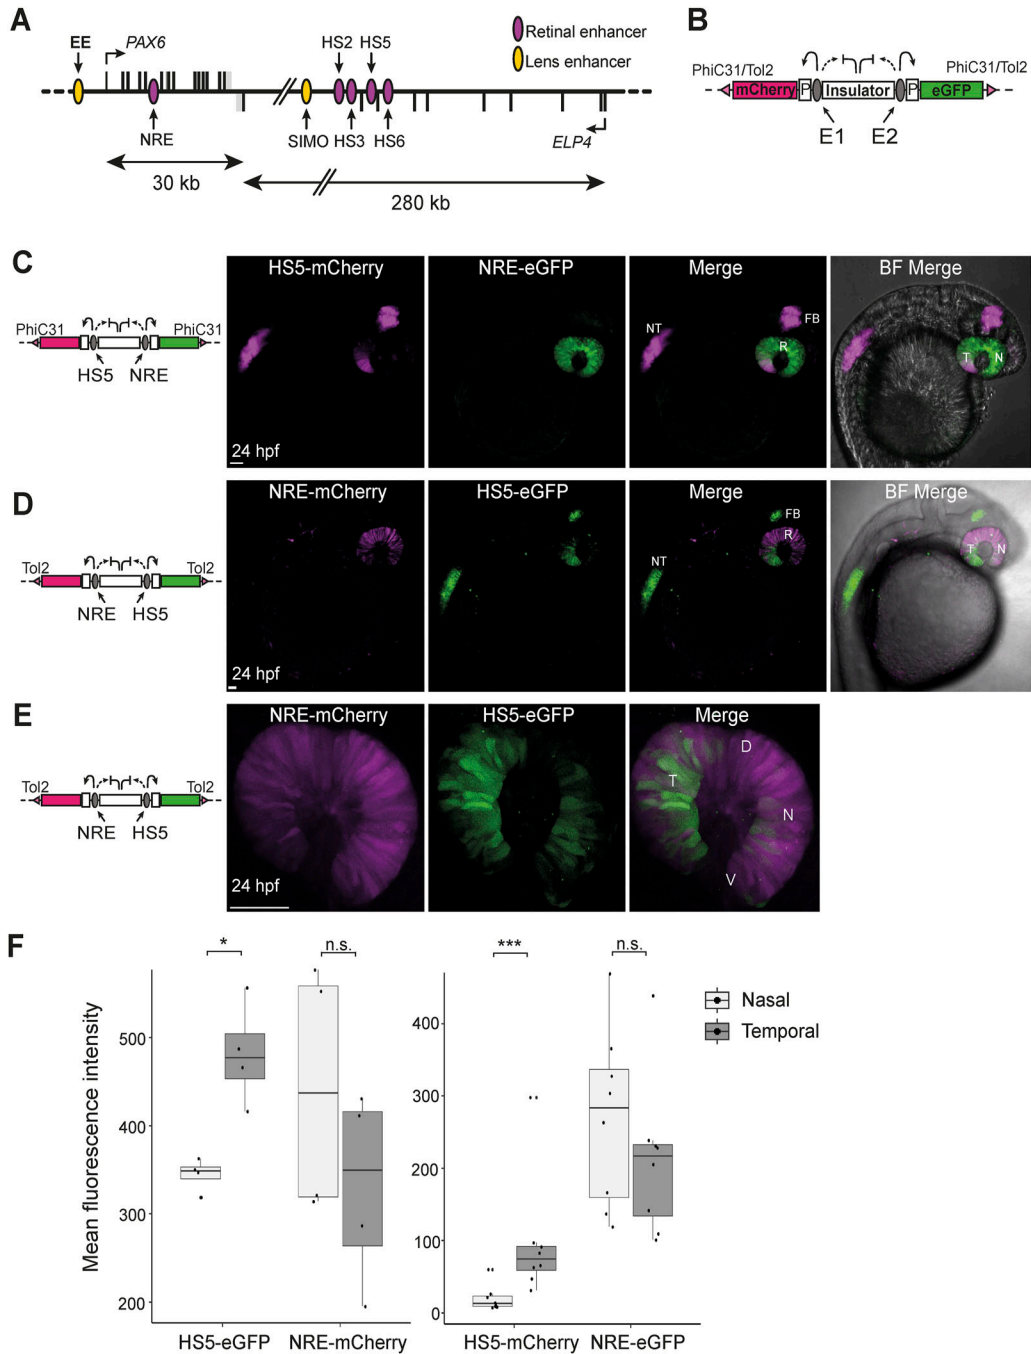 A
EE
PAX6
HS2 HS5
Retinal enhancer
Lens enhancer
NRE
SIMO HS3 HS6
ELP4
30 kb
280 kb
B
PhiC31/Tol2
PhiC31/Tol2
mCherry P Insulator P eGFP
E1 E2
C
PhiC31 PhiC31
HS5 NRE
HS5-mCherry
24 hpf
NRE-eGFP
Merge
NT
FB
R
BF Merge
T N
D
Tol2 Tol2
NRE HS5
NRE-mCherry
24 hpf
HS5-eGFP
Merge
FB
R
NT
BF Merge
T N
E
Tol2 Tol2
NRE HS5
NRE-mCherry
24 hpf
HS5-eGFP
Merge
D
T
N
V
F
Mean fluorescence intensity
* n.s.
500
400
300
200
HS5-eGFP NRE-mCherry
*** n.s.
400
300
200
100
0
HS5-mCherry NRE-eGFP
Nasal
Temporal